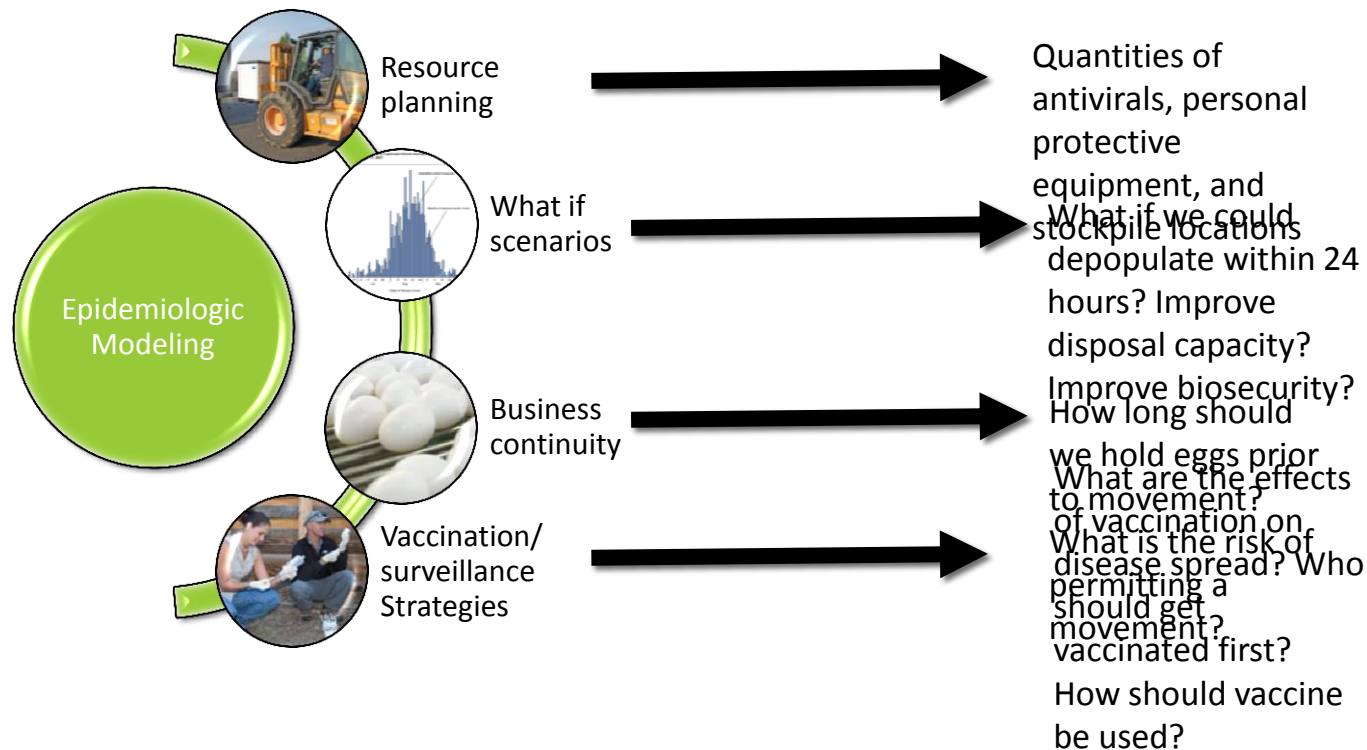 Epidemiologic
Modeling
Resource
planning
Quantities of
antivirals, personal
protective
equipment, and
stockpile locations
What if
scenarios
What if we could
depopulate within 24
hours? Improve
disposal capacity?
Improve biosecurity?
Business
continuity
How long should
we hold eggs prior
to movement?
What is the risk of
permitting a
movement?
Vaccination/
surveillance
Strategies
What are the effects
of vaccination on
disease spread? Who
should get
vaccinated first?
How should vaccine
be used?